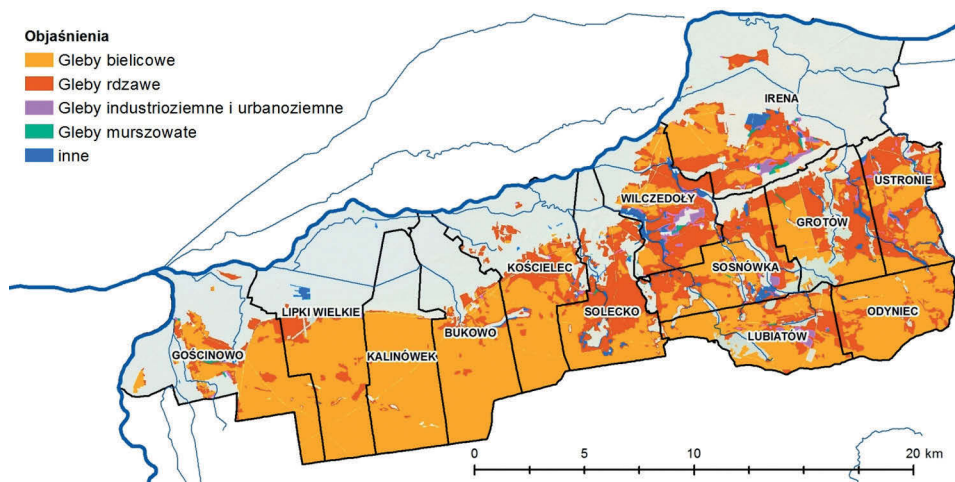 Objaśnienia
Gleby bielicowe
Gleby rdzawe
Gleby industrioziemne i urbanoziemne
Gleby murszowate
inne
IRENA
USTRONIE
WILCZEDOŁY
GROTÓW
KOŚCIELEC
SOSNÓWKA
LIPKI WIELKIE
SOLECKO
ODYNIEC
BUKOWO
LUBIATÓW
GOŚCINOWO
KALINÓWEK
0 5 10 20 km